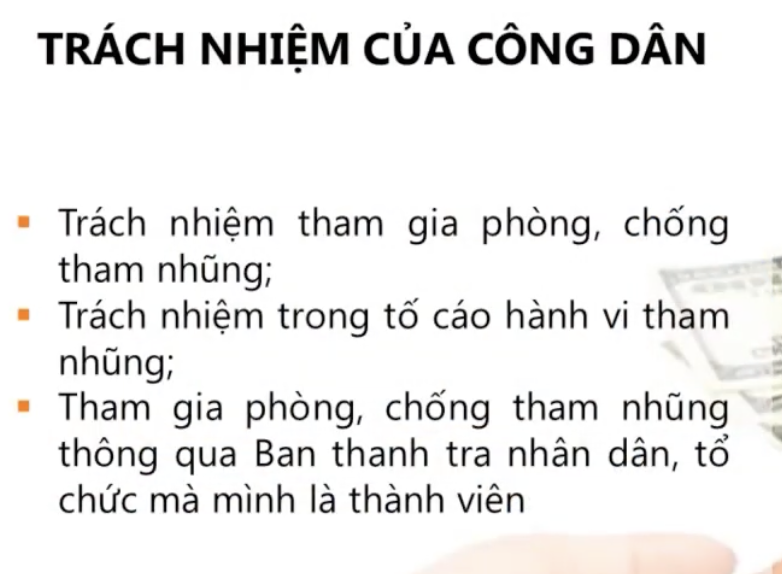 TRÁCH NHIỆM CỦA CÔNG DÂN
▪ Trách nhiệm tham gia phòng, chống
tham nhũng;
▪ Trách nhiệm trong tố cáo hành vi tham
nhũng;
▪ Tham gia phòng, chống tham nhũng
thông qua Ban thanh tra nhân dân, tổ
chức mà mình là thành viên